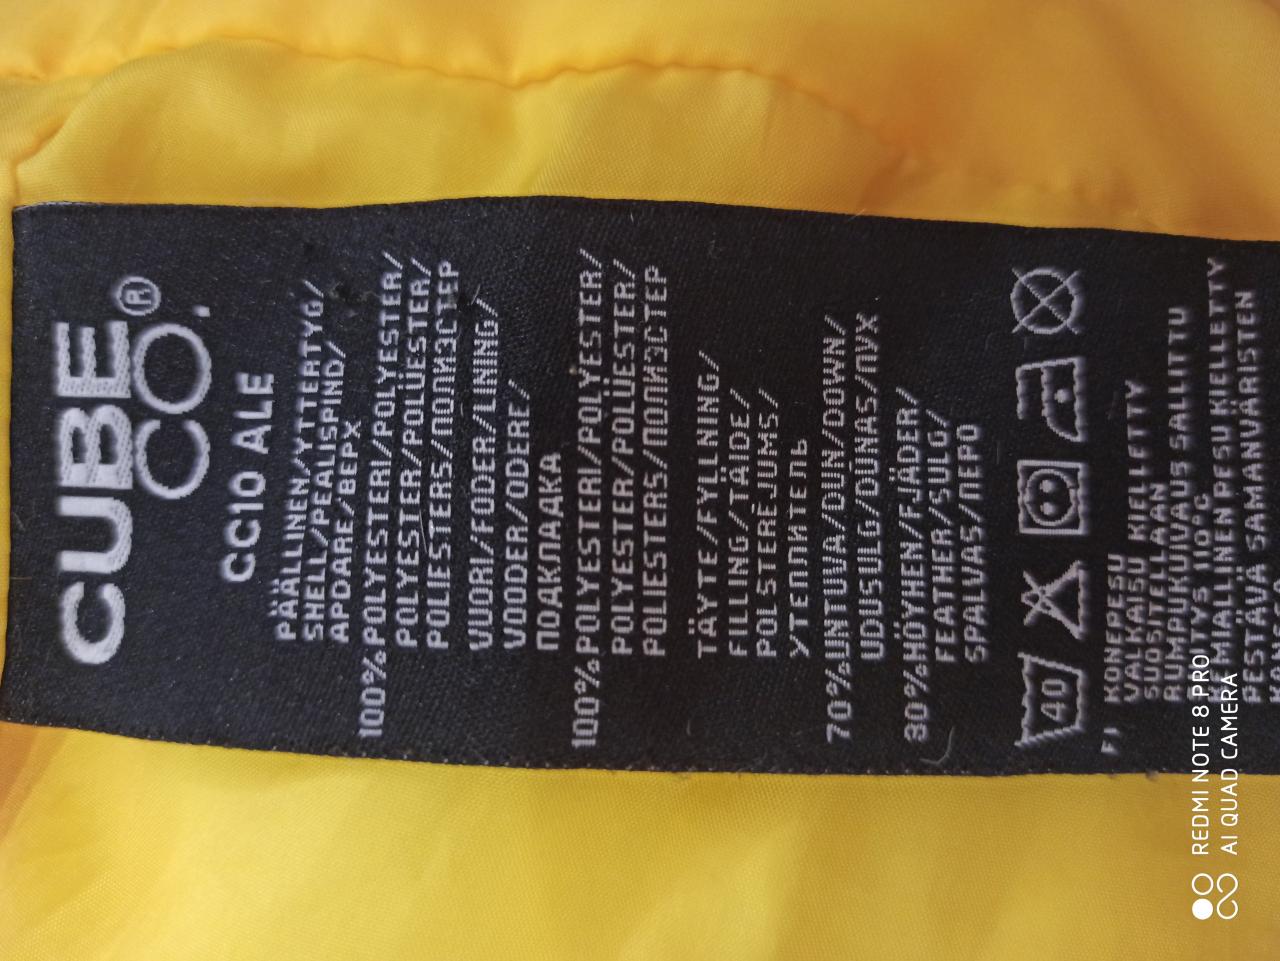 CUBE
CO.®
CC10 ALE
PÄÄLLINEN/YTTERTYG/
SHELL/PEALISPIND/
APDARE/ВЕРХ
100%POLYESTERI/POLYESTER/
POLYESTER/POLÜESTER/
POLIESTERS/ПОЛИЭСТЕР
VUORI/FODER/LINING/
VOODER/ODERE/
ПОДКЛАДКА
100%POLYESTERI/POLYESTER/
POLYESTER/POLÜESTER/
POLIESTERS/ПОЛИЭСТЕР
TÄYTE/FYLLNING/
FILLING/TÄIDE/
POLSTERĒJUMS/
УТЕПЛИТЕЛЬ
70%UNTUVA/DUN/DOWN/
UDUSULG/DŪNAS/ПУХ
30%HÖYHEN/FJÄDER/
FEATHER/SULG/
SPALVAS/ПЕРО
40
FI KONEPESU
VALKAISU KIELLETTY
SUOSITELLAAN
RUMPUKUIVAUS SALLITTU
SILITYS 110°C
KEMIALLINEN PESU KIELLETTY
PESTÄVÄ SAMANVÄRISTEN
REDMI NOTE 8 PRO
AI QUAD CAMERA